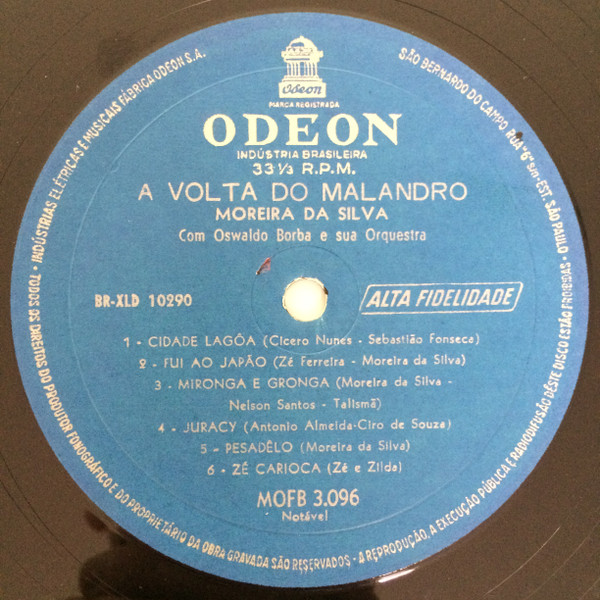 Odeon
MARCA REGISTRADA
ODEON
INDÚSTRIA BRASILEIRA
33 1/3 R.P.M.
A VOLTA DO MALANDRO
MOREIRA DA SILVA
Com Oswaldo Borba e sua Orquestra
BR-XLD 10290
ALTA FIDELIDADE
1 - CIDADE LAGÔA (Cicero Nunes - Sebastião Fonseca)
2 - FUI AO JAPÃO (Zé Ferreira - Moreira da Silva)
3 - MIRONGA E GRONGA (Moreira da Silva -
Nelson Santos - Talismã)
4 - JURACY (Antonio Almeida-Ciro de Souza)
5 - PESADÊLO (Moreira da Silva)
6 - ZÉ CARIOCA (Zé e Zilda)
MOFB 3.096
Notável
INDÚSTRIAS ELÉTRICAS E MUSICAIS FÁBRICA ODEON S.A.
SÃO BERNARDO DO CAMPO, RUA "6" s/n - EST. SÃO PAULO
• TODOS OS DIREITOS DO PRODUTOR FONOGRÁFICO E DO PROPRIETÁRIO DA OBRA GRAVADA SÃO RESERVADOS - A REPRODUÇÃO, A EXECUÇÃO PÚBLICA E RADIODIFUSÃO DÊSTE DISCO ESTÃO PROIBIDAS •